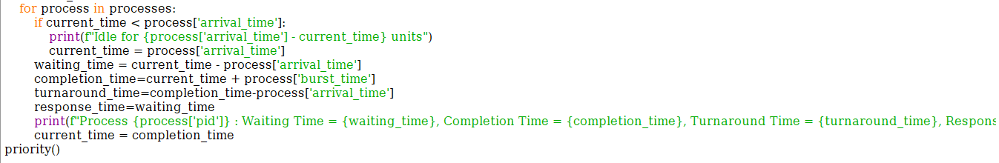 for process in processes:
if current_time < process['arrival_time']:
print(f"Idle for {process['arrival_time'] - current_time} units")
current_time = process['arrival_time']
waiting_time = current_time - process['arrival_time']
completion_time=current_time + process['burst_time']
turnaround_time=completion_time-process['arrival_time']
response_time=waiting_time
print(f"Process {process['pid']} : Waiting Time = {waiting_time}, Completion Time = {completion_time}, Turnaround Time = {turnaround_time}, Respons
current_time = completion_time
priority()